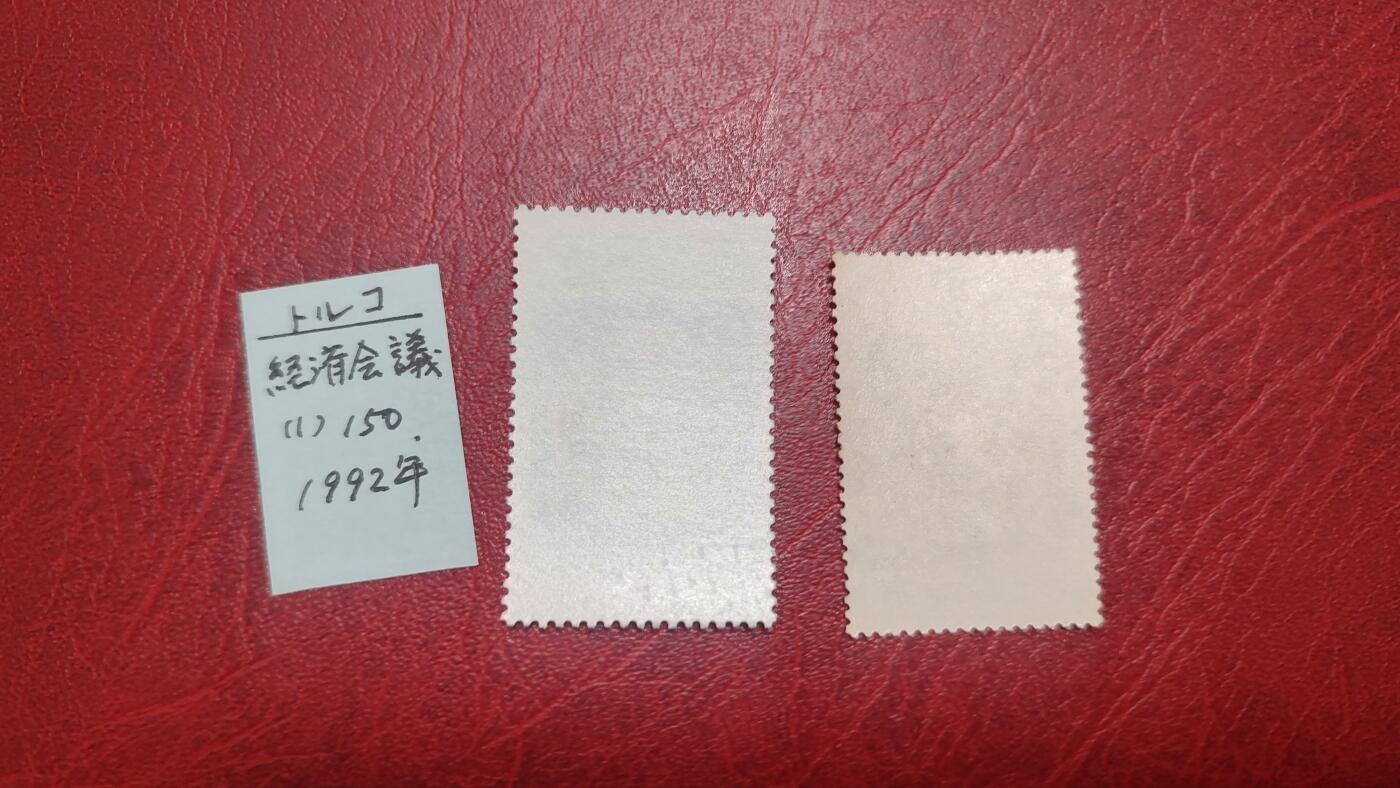 トルコ
経済会議
(1) 150.
1992年